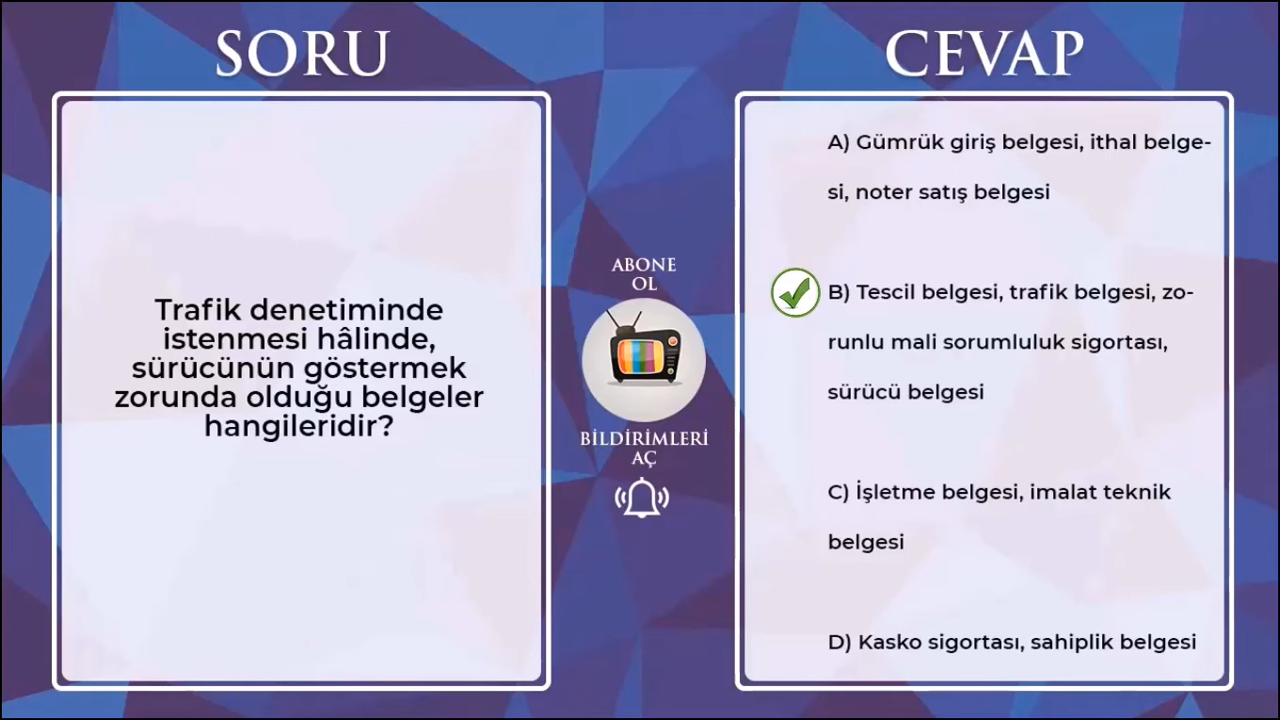 SORU
Trafik denetiminde
istenmesi hâlinde,
sürücünün göstermek
zorunda olduğu belgeler
hangileridir?
ABONE
OL
BİLDİRİMLERİ
AÇ
CEVAP
A) Gümrük giriş belgesi, ithal belge-
si, noter satış belgesi
B) Tescil belgesi, trafik belgesi, zo-
runlu mali sorumluluk sigortası,
sürücü belgesi
C) İşletme belgesi, imalat teknik
belgesi
D) Kasko sigortası, sahiplik belgesi